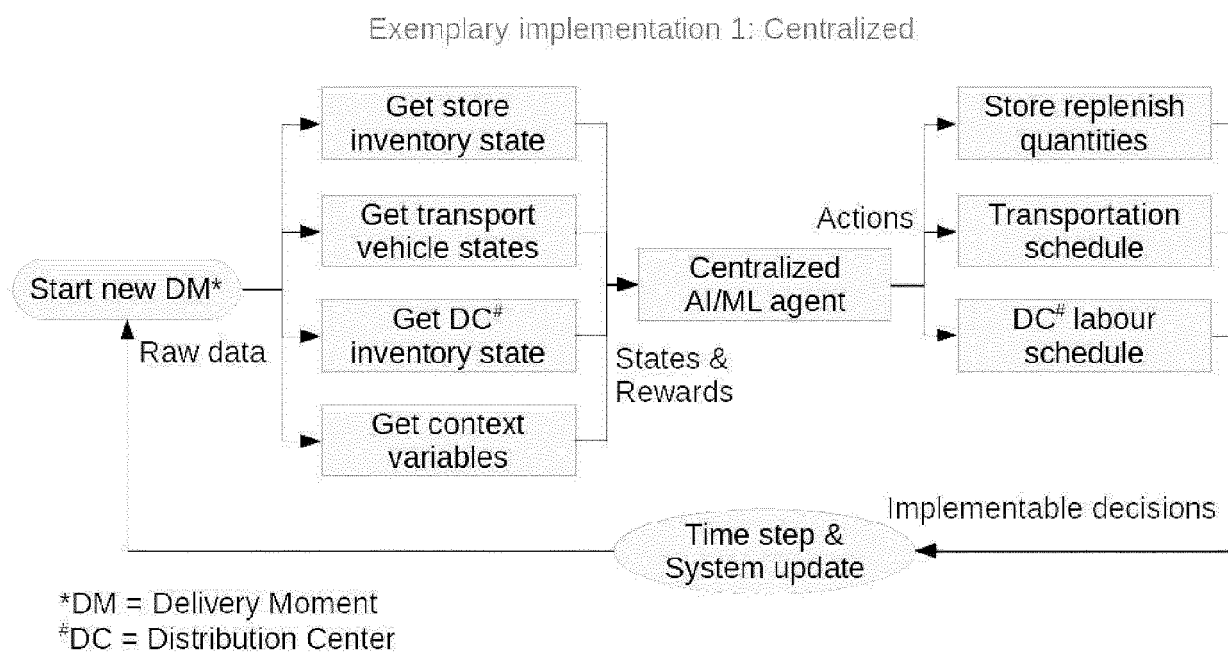 Exemplary implementation 1: Centralized
Get store
inventory state
Get transport
vehicle states
Start new DM*
Raw data
Get DC#
inventory state
Get context
variables
States &
Rewards
Centralized
AI/ML agent
Actions
Store replenish
quantities
Transportation
schedule
DC# labour
schedule
Implementable decisions
Time step &
System update
*DM = Delivery Moment
#DC = Distribution Center